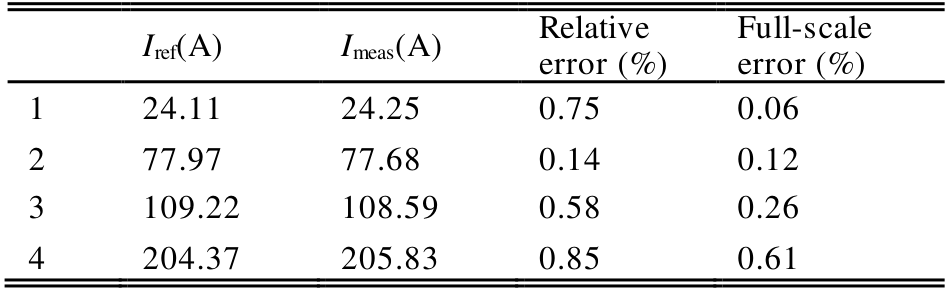 I_ref(A) I_meas(A) Relative error (%) Full-scale error (%)
1 24.11 24.25 0.75 0.06
2 77.97 77.68 0.14 0.12
3 109.22 108.59 0.58 0.26
4 204.37 205.83 0.85 0.61